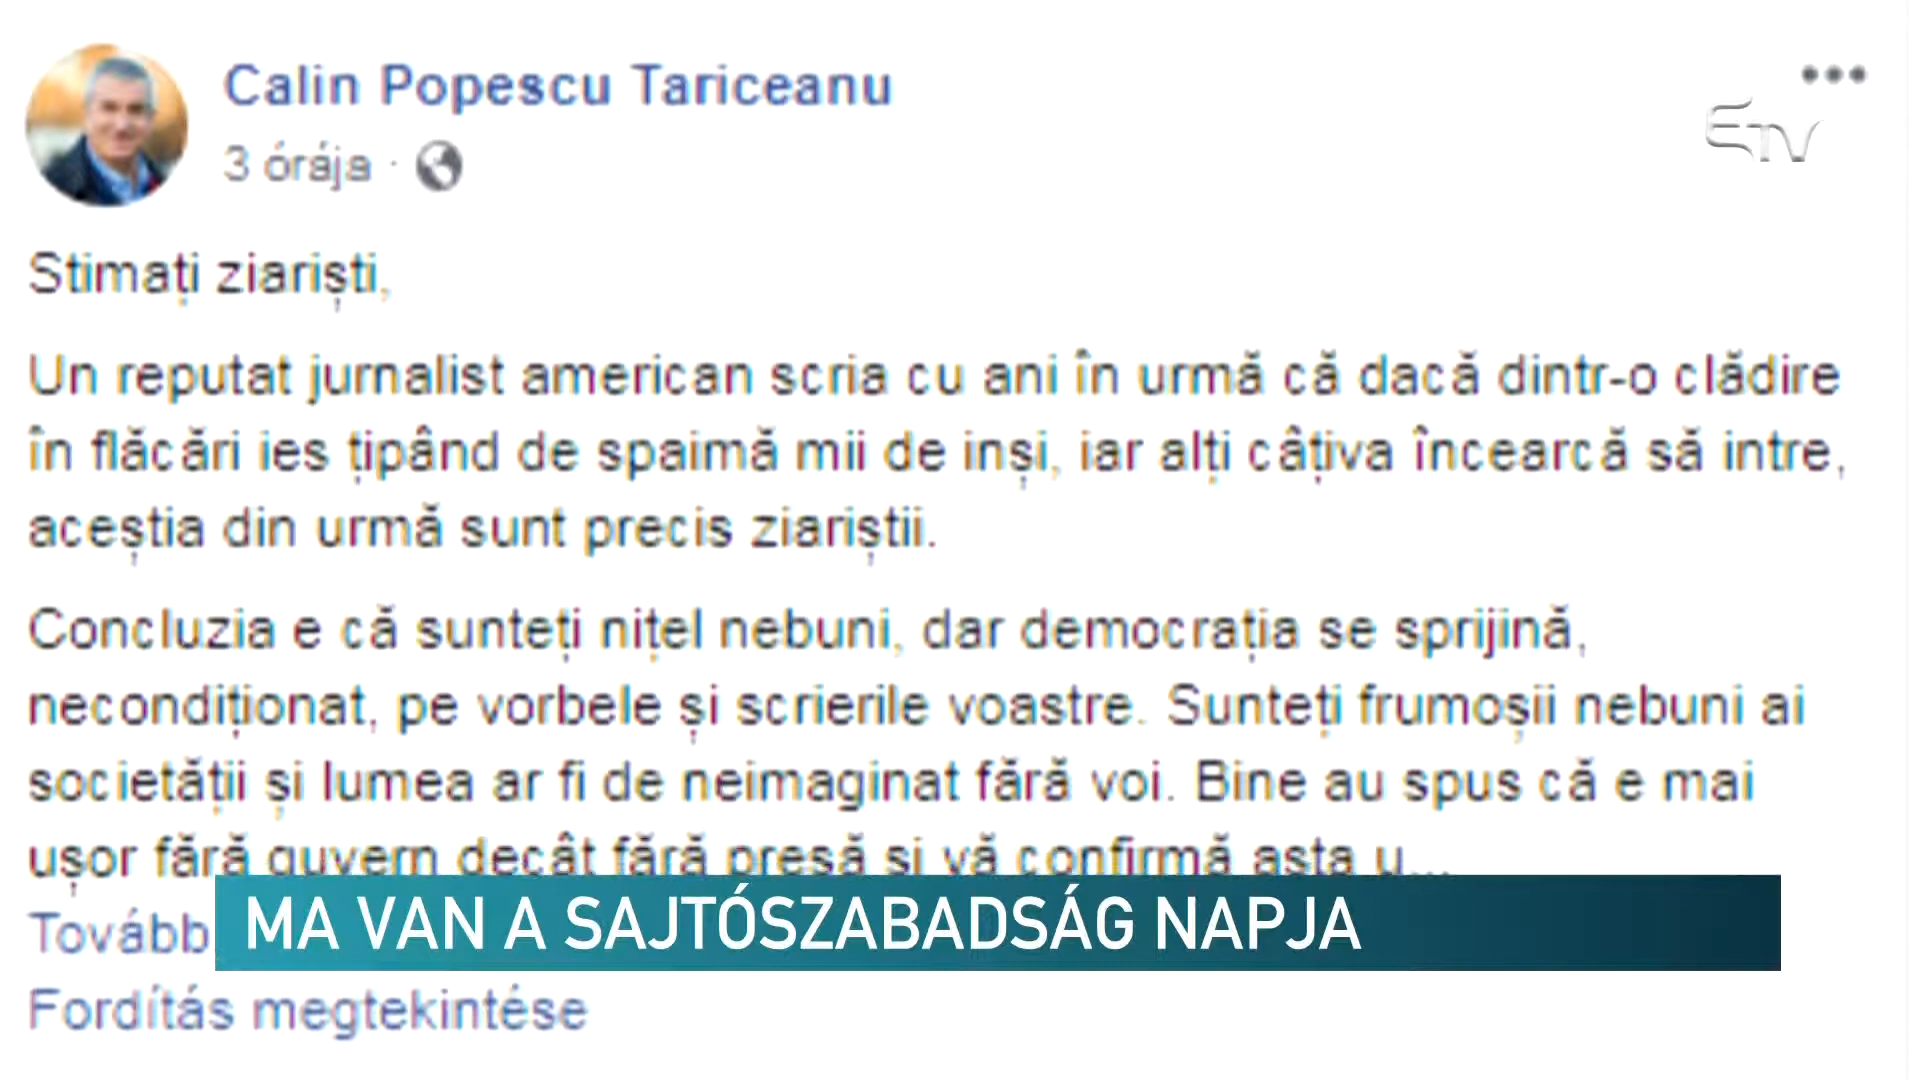 Calin Popescu Tariceanu
3 órája ·
ETV
Stimați ziariști,
Un reputat jurnalist american scria cu ani în urmă că dacă dintr-o clădire
în flăcări ies țipând de spaimă mii de inși, iar alți câțiva încearcă să intre,
aceștia din urmă sunt precis ziariștii.
Concluzia e că sunteți nițel nebuni, dar democrația se sprijină,
necondiționat, pe vorbele și scrierile voastre. Sunteți frumoșii nebuni ai
societății și lumea ar fi de neimaginat fără voi. Bine au spus că e mai
ușor fără guvern decât fără presă și vă confirmă asta u...
Tovább
MA VAN A SAJTÓSZABADSÁG NAPJA
Fordítás megtekintése